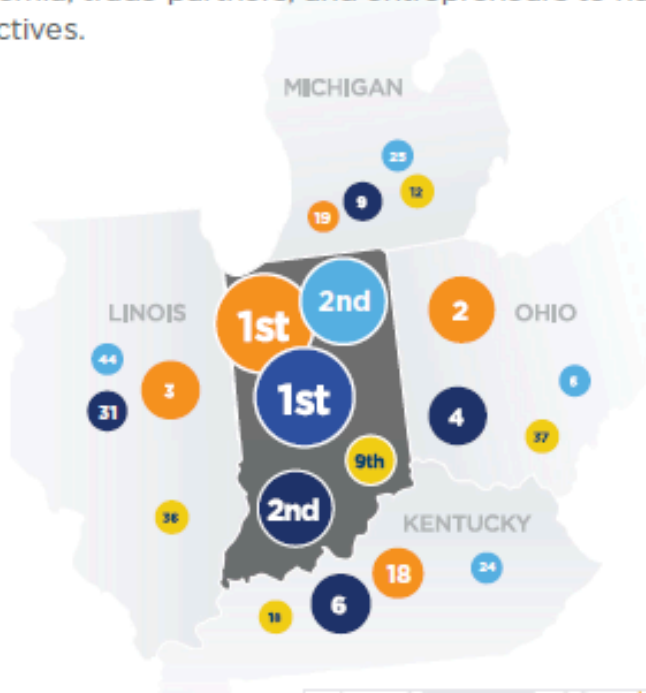 ctives.
MICHIGAN
25
12
9
19
LINOIS
44
31
3
36
1st
2nd
1st
9th
2nd
2
OHIO
6
4
37
KENTUCKY
18
24
6